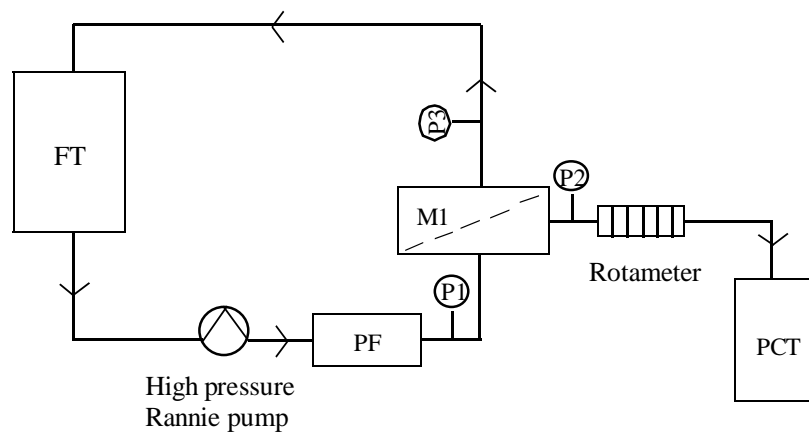 FT
P3
M1
P2
Rotameter
P1
PF
PCT
High pressure
Rannie pump